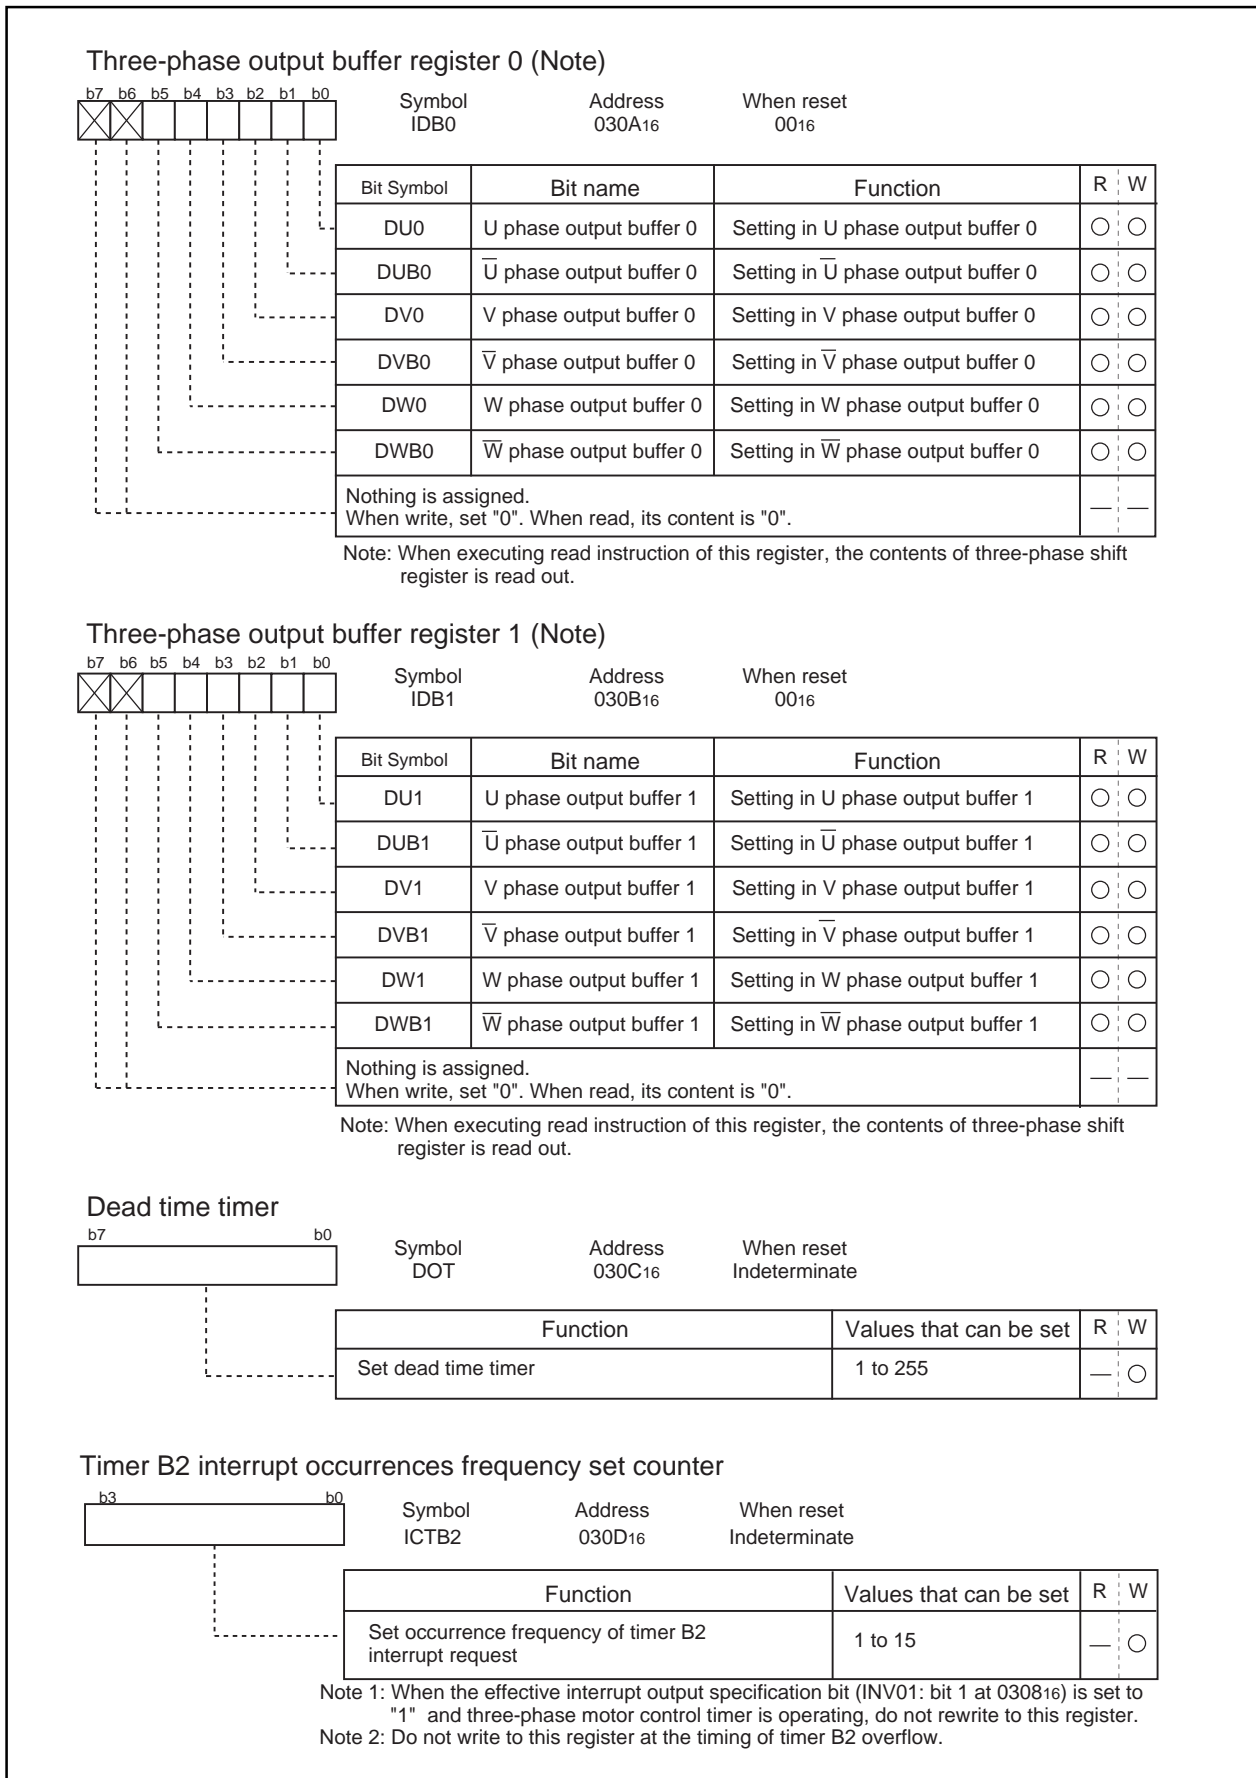 Three-phase output buffer register 0 (Note)
b7 b6 b5 b4 b3 b2 b1 b0
Symbol Address When reset
IDB0 030A16 0016
Bit Symbol Bit name Function R W
DU0 U phase output buffer 0 Setting in U phase output buffer 0
DUB0 U̅ phase output buffer 0 Setting in U̅ phase output buffer 0
DV0 V phase output buffer 0 Setting in V phase output buffer 0
DVB0 V̅ phase output buffer 0 Setting in V̅ phase output buffer 0
DW0 W phase output buffer 0 Setting in W phase output buffer 0
DWB0 W̅ phase output buffer 0 Setting in W̅ phase output buffer 0
Nothing is assigned.
When write, set "0". When read, its content is "0". — —
Note: When executing read instruction of this register, the contents of three-phase shift
register is read out.
Three-phase output buffer register 1 (Note)
b7 b6 b5 b4 b3 b2 b1 b0
Symbol Address When reset
IDB1 030B16 0016
Bit Symbol Bit name Function R W
DU1 U phase output buffer 1 Setting in U phase output buffer 1
DUB1 U̅ phase output buffer 1 Setting in U̅ phase output buffer 1
DV1 V phase output buffer 1 Setting in V phase output buffer 1
DVB1 V̅ phase output buffer 1 Setting in V̅ phase output buffer 1
DW1 W phase output buffer 1 Setting in W phase output buffer 1
DWB1 W̅ phase output buffer 1 Setting in W̅ phase output buffer 1
Nothing is assigned.
When write, set "0". When read, its content is "0". — —
Note: When executing read instruction of this register, the contents of three-phase shift
register is read out.
Dead time timer
b7 b0
Symbol Address When reset
DOT 030C16 Indeterminate
Function Values that can be set R W
Set dead time timer 1 to 255 —
Timer B2 interrupt occurrences frequency set counter
b3 b0
Symbol Address When reset
ICTB2 030D16 Indeterminate
Function Values that can be set R W
Set occurrence frequency of timer B2
interrupt request 1 to 15 —
Note 1: When the effective interrupt output specification bit (INV01: bit 1 at 030816) is set to
"1" and three-phase motor control timer is operating, do not rewrite to this register.
Note 2: Do not write to this register at the timing of timer B2 overflow.